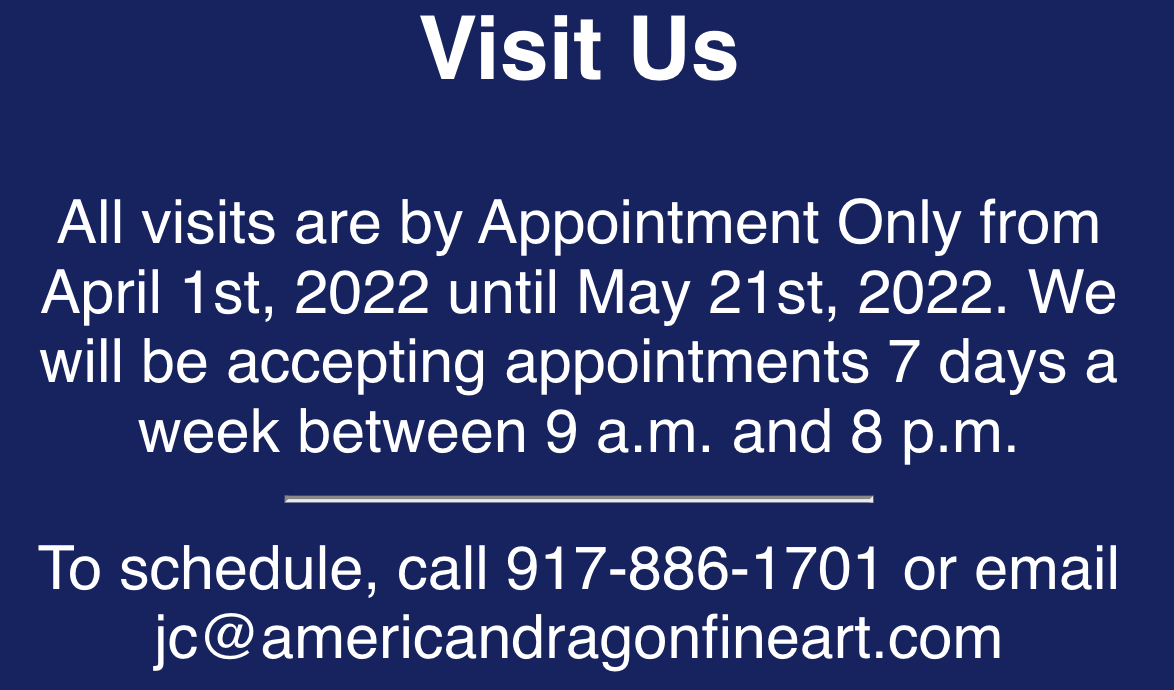 Visit Us
All visits are by Appointment Only from
April 1st, 2022 until May 21st, 2022. We
will be accepting appointments 7 days a
week between 9 a.m. and 8 p.m.
To schedule, call 917-886-1701 or email
jc@americandragonfineart.com